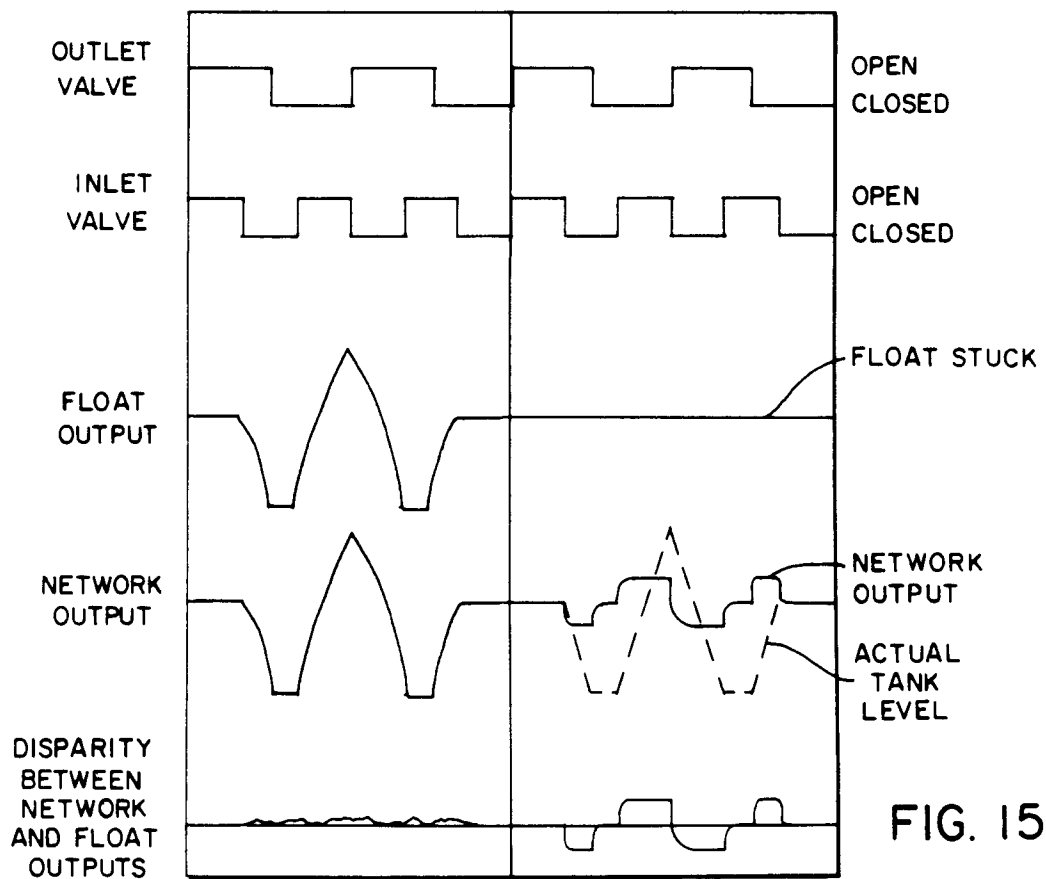 OUTLET
VALVE
OPEN
CLOSED
INLET
VALVE
OPEN
CLOSED
FLOAT
OUTPUT
FLOAT STUCK
NETWORK
OUTPUT
NETWORK
OUTPUT
ACTUAL
TANK
LEVEL
DISPARITY
BETWEEN
NETWORK
AND FLOAT
OUTPUTS
FIG. 15